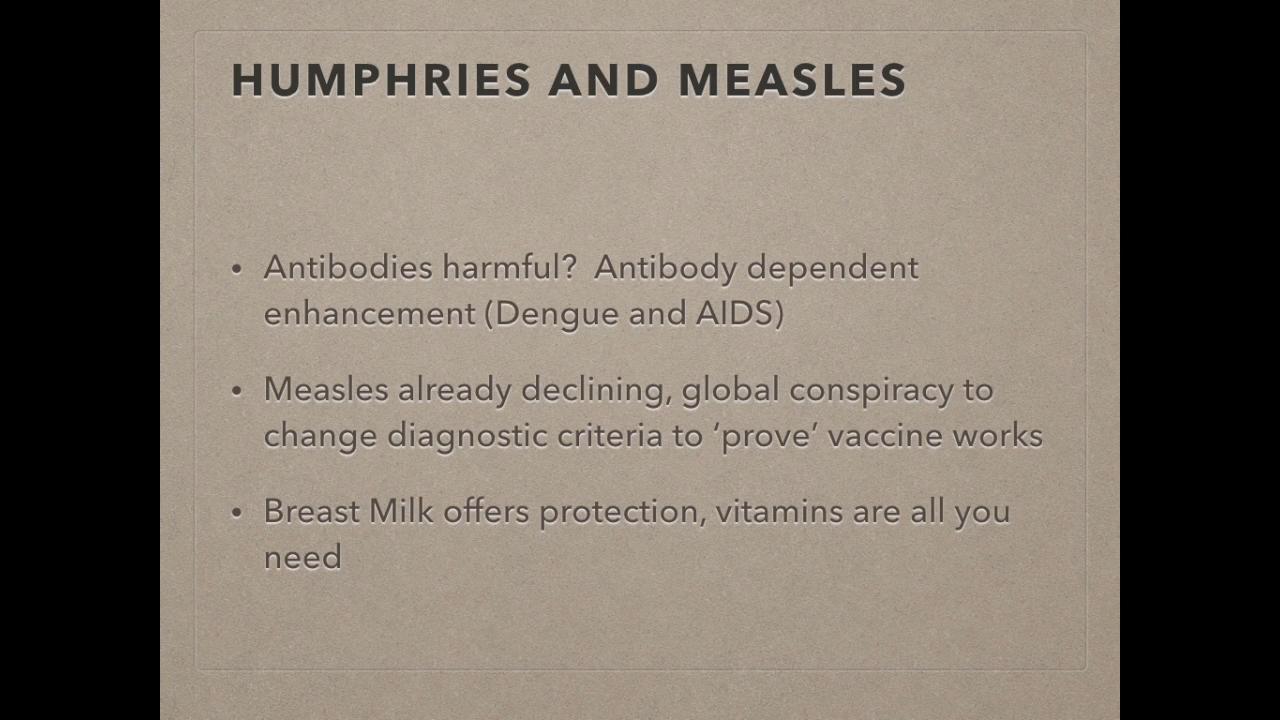 HUMPHRIES AND MEASLES
• Antibodies harmful?  Antibody dependent
enhancement (Dengue and AIDS)
• Measles already declining, global conspiracy to
change diagnostic criteria to ‘prove’ vaccine works
• Breast Milk offers protection, vitamins are all you
need